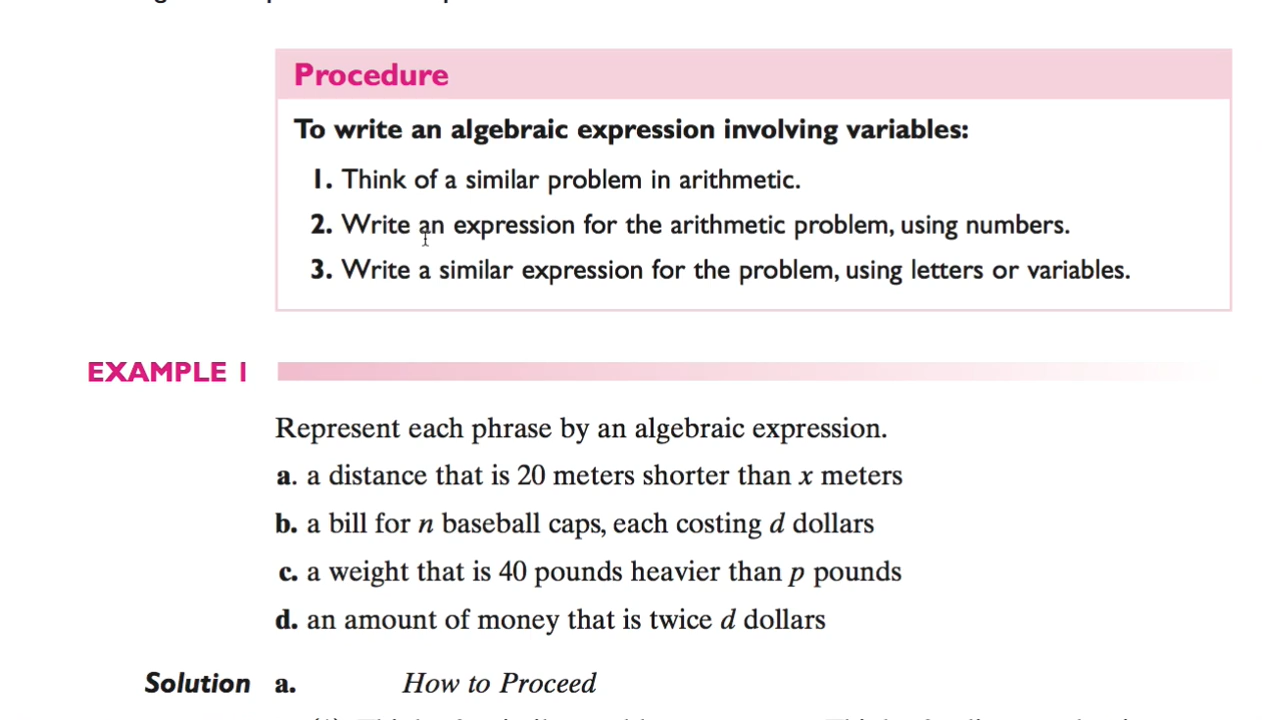 Procedure
To write an algebraic expression involving variables:
1. Think of a similar problem in arithmetic.
2. Write an expression for the arithmetic problem, using numbers.
3. Write a similar expression for the problem, using letters or variables.
EXAMPLE 1
Represent each phrase by an algebraic expression.
a. a distance that is 20 meters shorter than x meters
b. a bill for n baseball caps, each costing d dollars
c. a weight that is 40 pounds heavier than p pounds
d. an amount of money that is twice d dollars
Solution a. How to Proceed